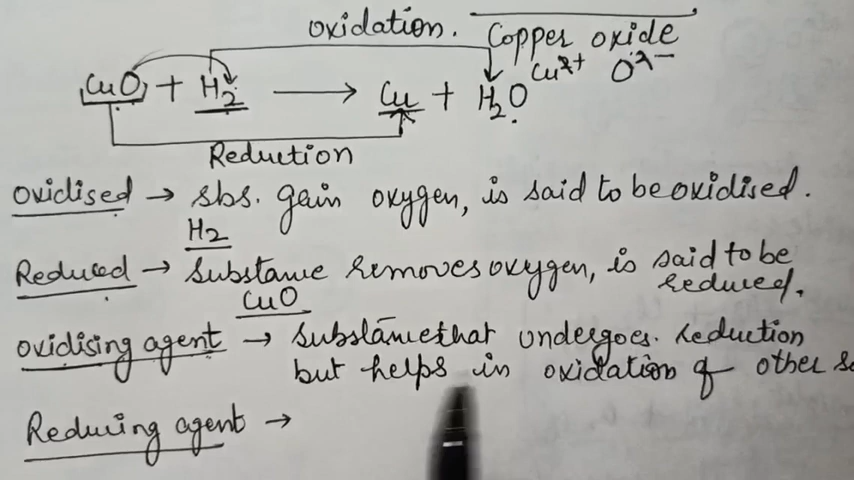 Oxidation.
Copper oxide
Cu²⁺ O²⁻
CuO + H₂ → Cu + H₂O
Reduction
Oxidised → sbs. gain oxygen, is said to be oxidised.
H₂
Reduced → Substance removes oxygen, is said to be
reduced.
CuO
Oxidising agent → Substance that undergoes. reduction
but helps in oxidation of other
Reducing agent →